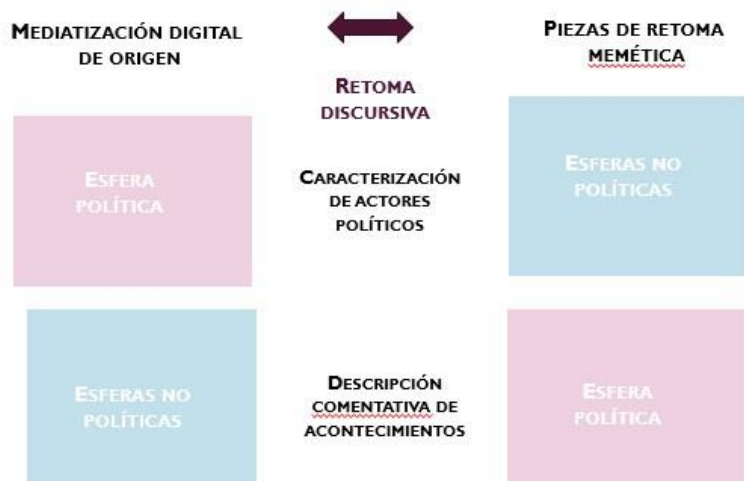 MEDIATIZACIÓN DIGITAL
DE ORIGEN
RETOMA
DISCURSIVA
PIEZAS DE RETOMA
MEMÉTICA
ESFERA
POLÍTICA
CARACTERIZACIÓN
DE ACTORES
POLÍTICOS
ESFERAS NO
POLÍTICAS
ESFERAS NO
POLÍTICAS
DESCRIPCIÓN
COMENTATIVA DE
ACONTECIMIENTOS
ESFERA
POLÍTICA